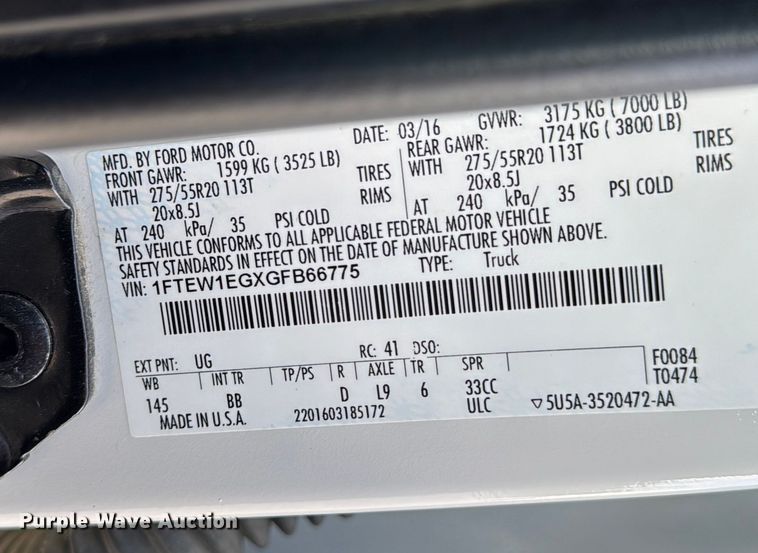 MFD. BY FORD MOTOR CO. DATE: 03/16 GVWR: 3175 KG ( 7000 LB)
FRONT GAWR: 1599 KG ( 3525 LB) REAR GAWR: 1724 KG ( 3800 LB)
WITH 275/55R20 113T TIRES WITH 275/55R20 113T TIRES
20x8.5J RIMS 20x8.5J RIMS
AT 240 kPa/ 35 PSI COLD AT 240 kPa/ 35 PSI COLD
THIS VEHICLE CONFORMS TO ALL APPLICABLE FEDERAL MOTOR VEHICLE
SAFETY STANDARDS IN EFFECT ON THE DATE OF MANUFACTURE SHOWN ABOVE.
VIN: 1FTEW1EGXGFB66775 TYPE: Truck
EXT PNT: UG RC: 41 DSO: F0084
WB INT TR TP/PS R AXLE TR SPR T0474
145 BB D L9 6 33CC
MADE IN U.S.A. 2201603185172 ULC ▽5U5A-3520472-AA
Purple Wave Auction